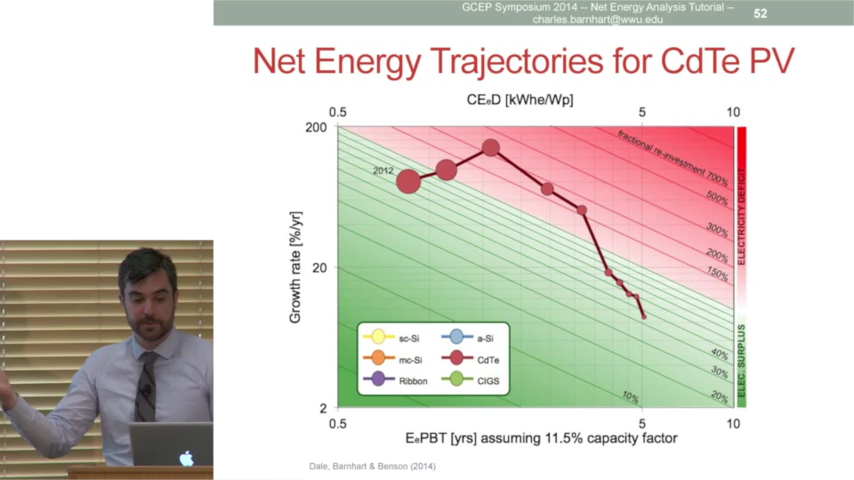 GCEP Symposium 2014 -- Net Energy Analysis Tutorial --
charles.barnhart@wwu.edu
52
Net Energy Trajectories for CdTe PV
CEeD [kWhe/Wp]
0.5 5 10
200
20
2
Growth rate [%/yr]
2012
fractional re-investment 700%
500%
300%
200%
150%
40%
30%
20%
10%
ELECTRICITY DEFICIT
ELEC. SURPLUS
sc-Si
a-Si
mc-Si
CdTe
Ribbon
CIGS
0.5 5 10
EePBT [yrs] assuming 11.5% capacity factor
Dale, Barnhart & Benson (2014)